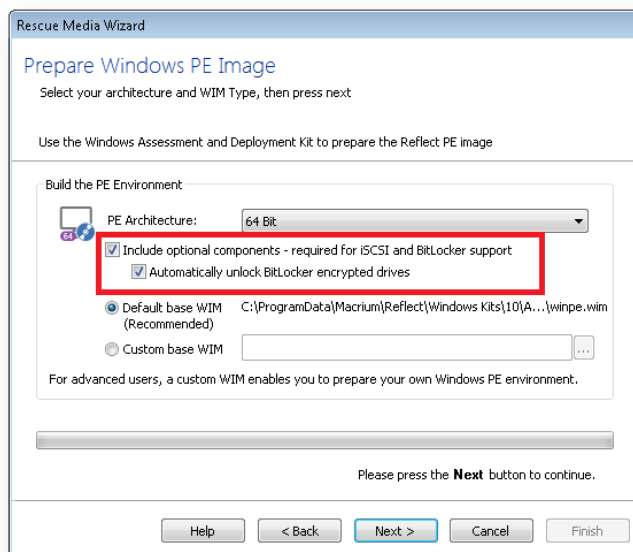 Rescue Media Wizard
Prepare Windows PE Image
Select your architecture and WIM Type, then press next
Use the Windows Assessment and Deployment Kit to prepare the Reflect PE image
Build the PE Environment
64
PE Architecture:
64 Bit
Include optional components - required for iSCSI and BitLocker support
Automatically unlock BitLocker encrypted drives
Default base WIM C:\ProgramData\Macrium\Reflect\Windows Kits\10\A...\winpe.wim
(Recommended)
Custom base WIM
...
For advanced users, a custom WIM enables you to prepare your own Windows PE environment.
Please press the Next button to continue.
Help
< Back
Next >
Cancel
Finish